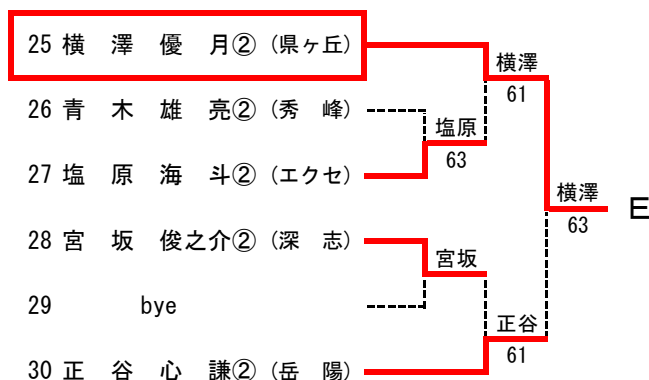 25 横 澤 優 月② (県ヶ丘)
横澤
61
26 青 木 雄 亮② (秀 峰)
塩原
63
27 塩 原 海 斗② (エクセ)
横澤
63
E
28 宮 坂 俊之介② (深 志)
宮坂
29 bye
正谷
61
30 正 谷 心 謙② (岳 陽)